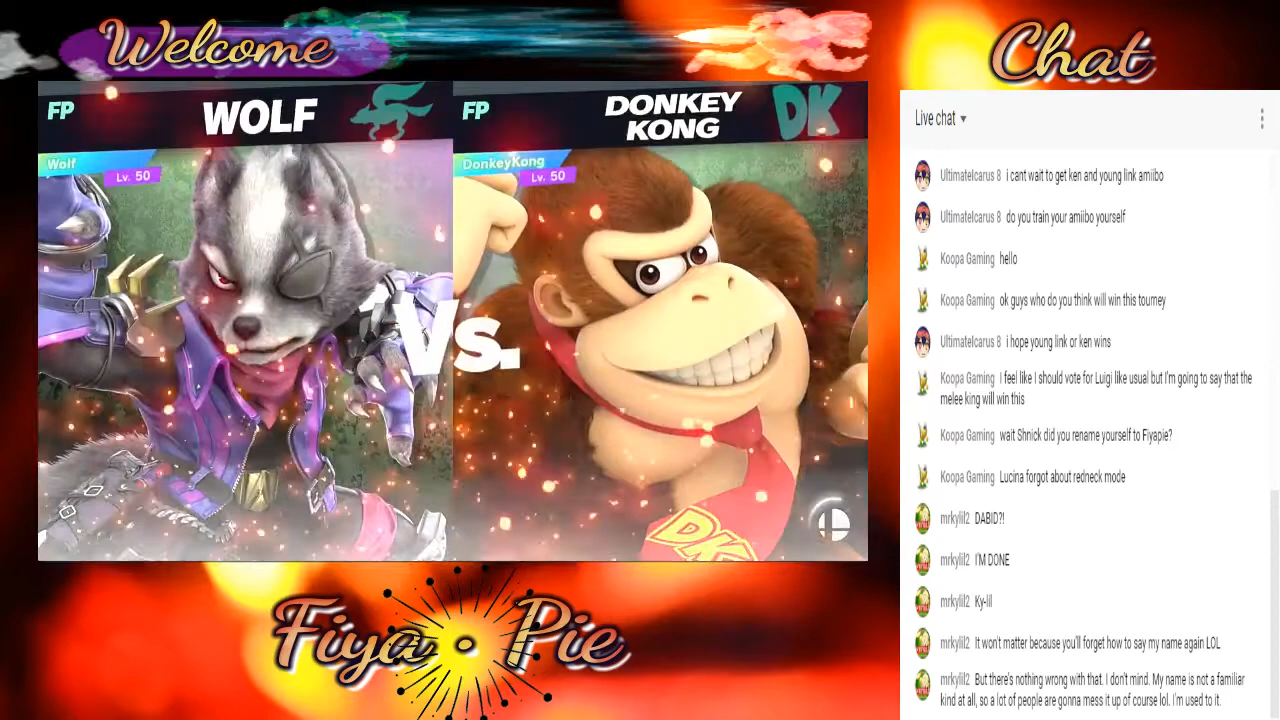 Welcome
Chat
FP
WOLF
FP
DONKEY
KONG
DK
Wolf
Lv. 50
DonkeyKong
Lv. 50
Vs.
DK
Fiya • Pie
Live chat
UltimateIcarus 8 i cant wait to get ken and young link amiibo
UltimateIcarus 8 do you train your amiibo yourself
Koopa Gaming hello
Koopa Gaming ok guys who do you think will win this tourney
UltimateIcarus 8 i hope young link or ken wins
Koopa Gaming I feel like I should vote for Luigi like usual but I'm going to say that the
melee king will win this
Koopa Gaming wait Shnick did you rename yourself to Fiyapie?
Koopa Gaming Lucina forgot about redneck mode
mrkylil2 DABID?!
mrkylil2 I'M DONE
mrkylil2 Ky-lil
mrkylil2 It won't matter because you'll forget how to say my name again LOL
mrkylil2 But there's nothing wrong with that. I don't mind. My name is not a familiar
kind at all, so a lot of people are gonna mess it up of course lol. I'm used to it.